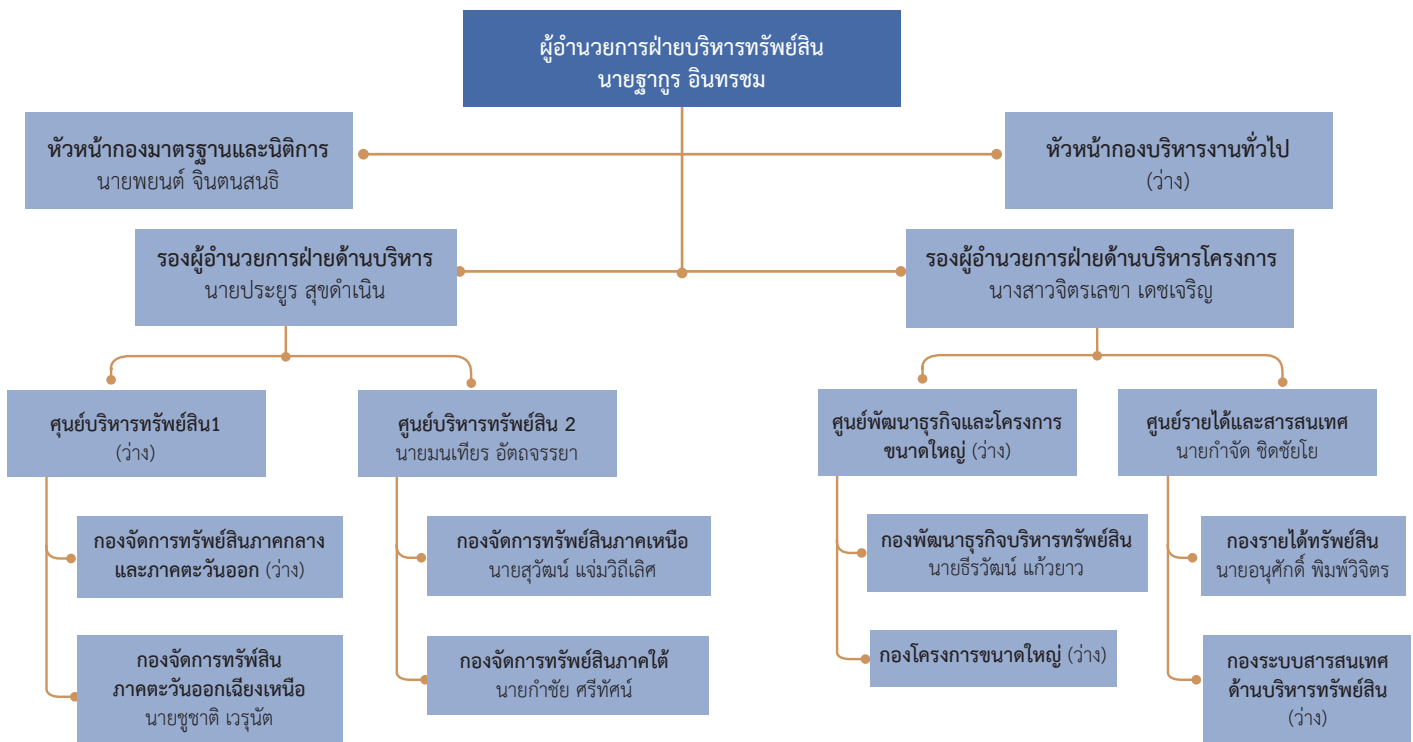 ผู้อำนวยการฝ่ายบริหารทรัพย์สิน
นายฐากูร อินทรชม
หัวหน้ากองมาตรฐานและนิติการ
นายพยนต์ จินตนสนธิ
หัวหน้ากองบริหารงานทั่วไป
(ว่าง)
รองผู้อำนวยการฝ่ายด้านบริหาร
นายประยูร สุขดำเนิน
รองผู้อำนวยการฝ่ายด้านบริหารโครงการ
นางสาวจิตรเลขา เดชเจริญ
ศุนย์บริหารทรัพย์สิน1
(ว่าง)
ศูนย์บริหารทรัพย์สิน 2
นายมนเทียร อัตถจรรยา
ศูนย์พัฒนาธุรกิจและโครงการ
ขนาดใหญ่ (ว่าง)
ศูนย์รายได้และสารสนเทศ
นายกำจัด ชิดชัยโย
กองจัดการทรัพย์สินภาคกลาง
และภาคตะวันออก (ว่าง)
กองจัดการทรัพย์สินภาคเหนือ
นายสุวัฒน์ แจ่มวิถีเลิศ
กองพัฒนาธุรกิจบริหารทรัพย์สิน
นายธีรวัฒน์ แก้วยาว
กองรายได้ทรัพย์สิน
นายอนุศักดิ์ พิมพ์วิจิตร
กองจัดการทรัพ์สิน
ภาคตะวันออกเฉียงเหนือ
นายชูชาติ เวรุนัต
กองจัดการทรัพย์สินภาคใต้
นายกำชัย ศรีทัศน์
กองโครงการขนาดใหญ่ (ว่าง)
กองระบบสารสนเทศ
ด้านบริหารทรัพย์สิน
(ว่าง)